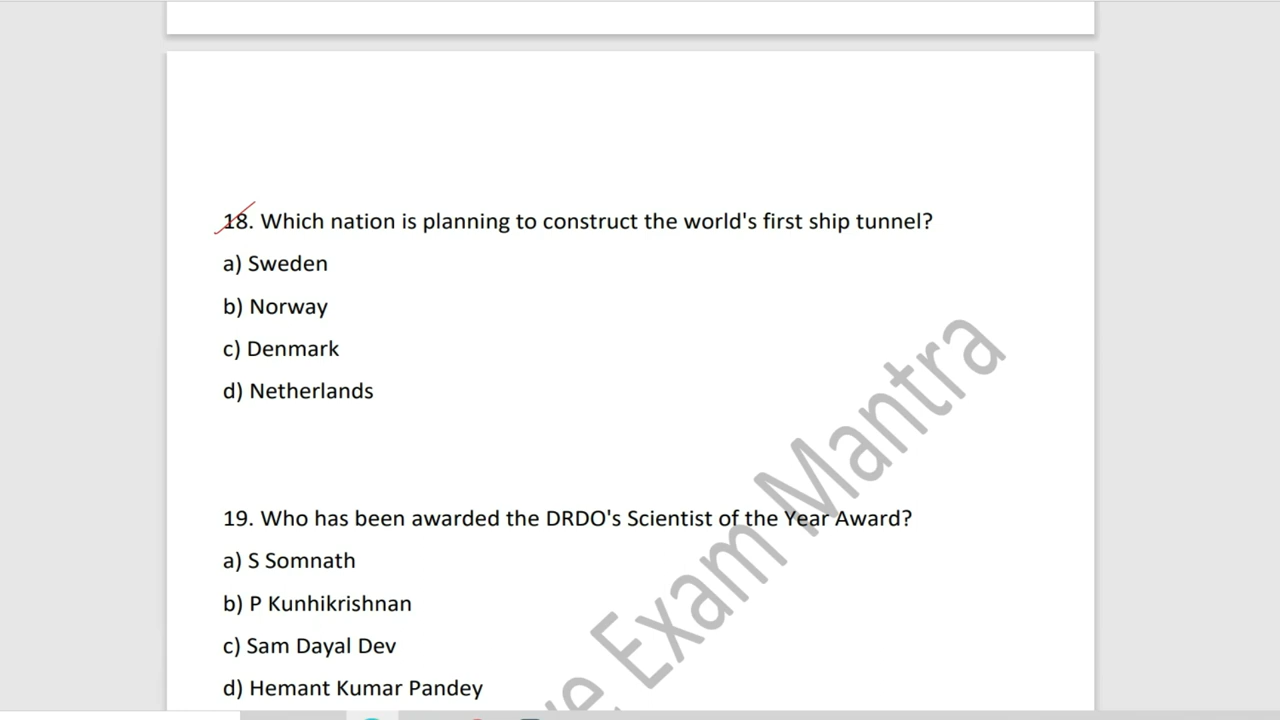 18. Which nation is planning to construct the world's first ship tunnel?
a) Sweden
b) Norway
c) Denmark
d) Netherlands
19. Who has been awarded the DRDO's Scientist of the Year Award?
a) S Somnath
b) P Kunhikrishnan
c) Sam Dayal Dev
d) Hemant Kumar Pandey
Exam Mantra